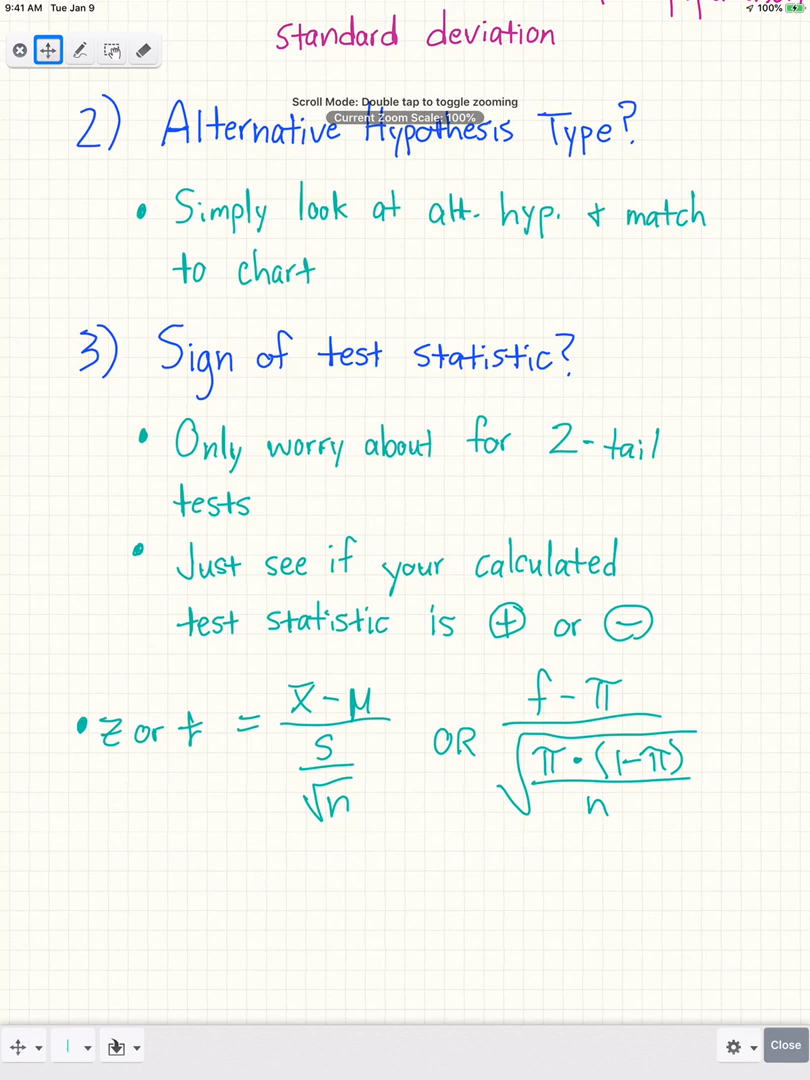 9:41 AM Tue Jan 9
100%
standard deviation
Scroll Mode: Double tap to toggle zooming
Current Zoom Scale: 100%
2) Alternative Hypothesis Type?
• Simply look at alt. hyp. & match
to chart
3) Sign of test statistic?
• Only worry about for 2-tail
tests
• Just see if your calculated
test statistic is ⊕ or ⊖
• z or t = (x̄ - μ) / (s / √n) OR (f - π) / √(π • (1-π) / n)
Close